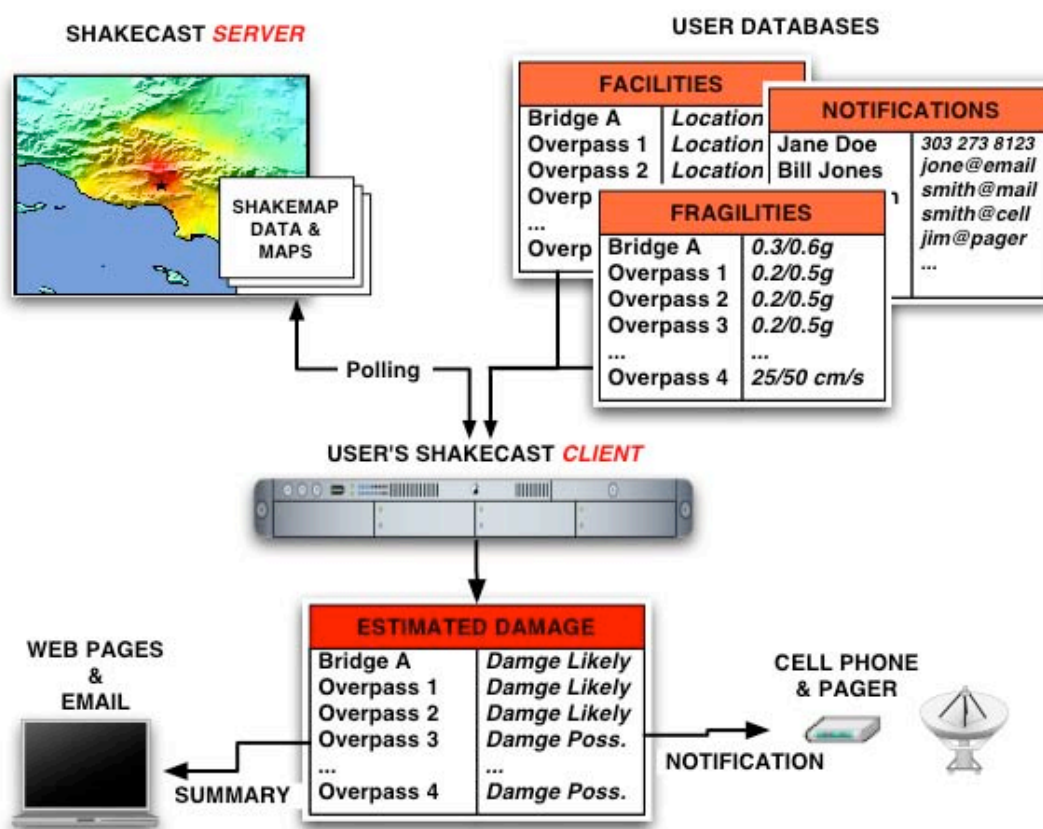 SHAKECAST SERVER
SHAKEMAP
DATA &
MAPS
USER DATABASES
FACILITIES
Bridge A Location
Overpass 1 Location
Overpass 2 Location
Overp
...
Overp
NOTIFICATIONS
303 273 8123
Jane Doe jone@email
Bill Jones smith@mail
n smith@cell
jim@pager
...
FRAGILITIES
Bridge A 0.3/0.6g
Overpass 1 0.2/0.5g
Overpass 2 0.2/0.5g
Overpass 3 0.2/0.5g
... ...
Overpass 4 25/50 cm/s
Polling
USER'S SHAKECAST CLIENT
ESTIMATED DAMAGE
Bridge A Damge Likely
Overpass 1 Damge Likely
Overpass 2 Damge Likely
Overpass 3 Damge Poss.
... ...
Overpass 4 Damge Poss.
WEB PAGES
&
EMAIL
SUMMARY
CELL PHONE
& PAGER
NOTIFICATION